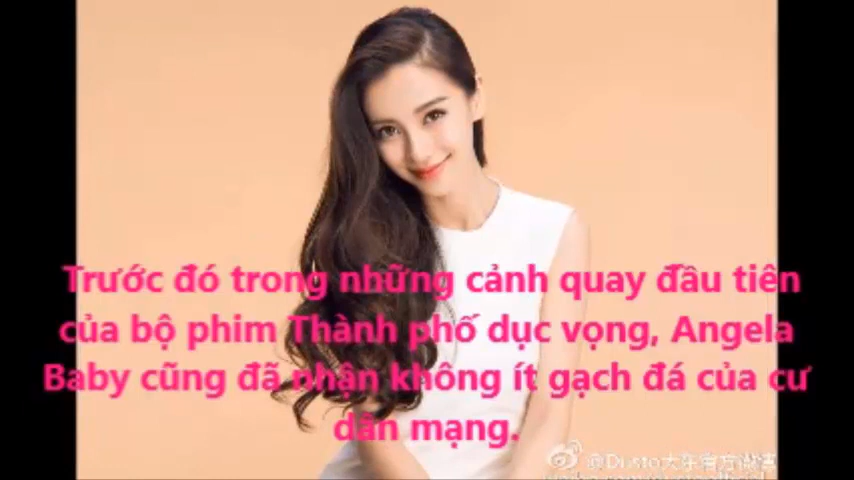 Trước đó trong những cảnh quay đầu tiên
của bộ phim Thành phố dục vọng, Angela
Baby cũng đã nhận không ít gạch đá của cư
dân mạng.